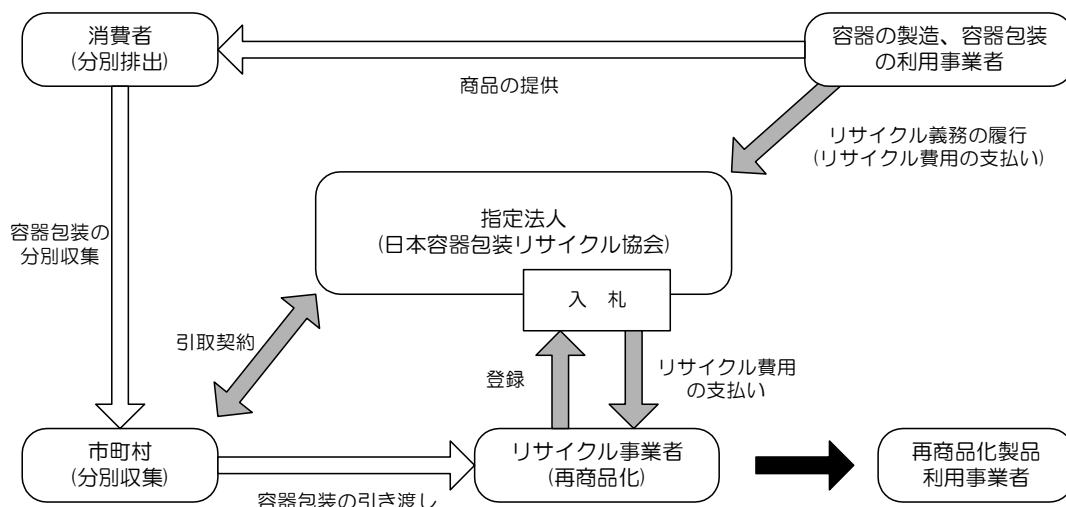 消費者
(分別排出)
容器の製造、容器包装
の利用事業者
商品の提供
リサイクル義務の履行
(リサイクル費用の支払い)
指定法人
(日本容器包装リサイクル協会)
容器包装の
分別収集
入 札
引取契約
登録
リサイクル費用
の支払い
市町村
(分別収集)
リサイクル事業者
(再商品化)
再商品化製品
利用事業者
容器包装の引き渡し